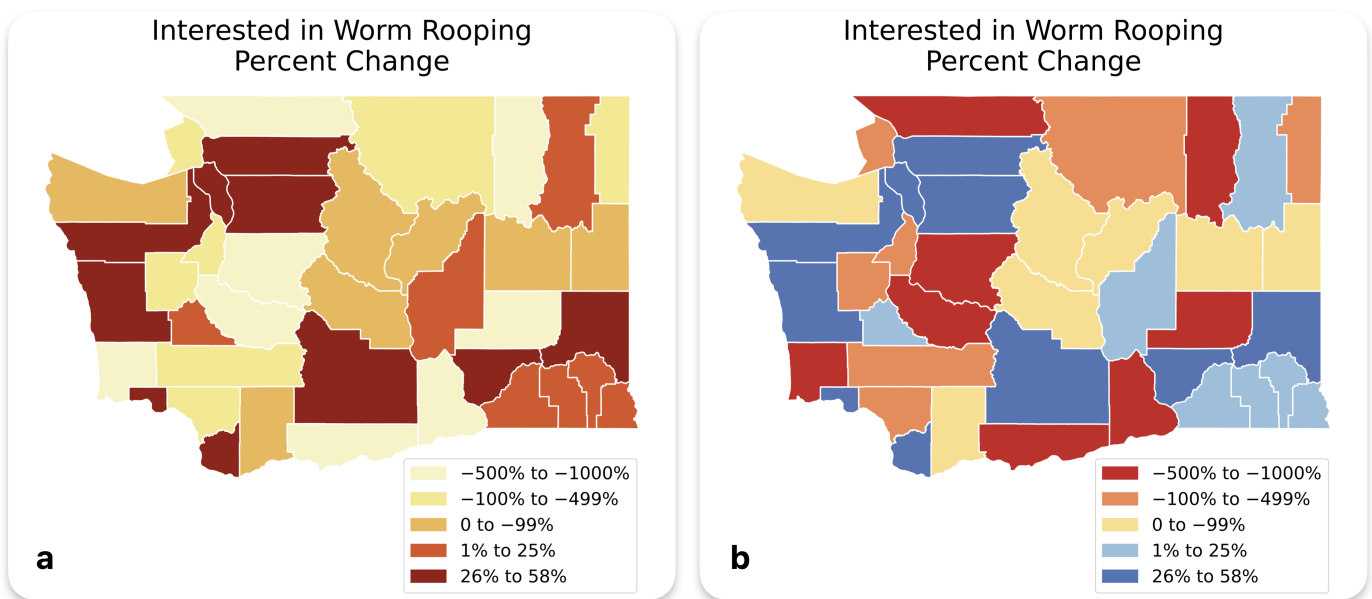 Interested in Worm Rooping
Percent Change
−500% to −1000%
−100% to −499%
0 to −99%
1% to 25%
26% to 58%
a
Interested in Worm Rooping
Percent Change
−500% to −1000%
−100% to −499%
0 to −99%
1% to 25%
26% to 58%
b